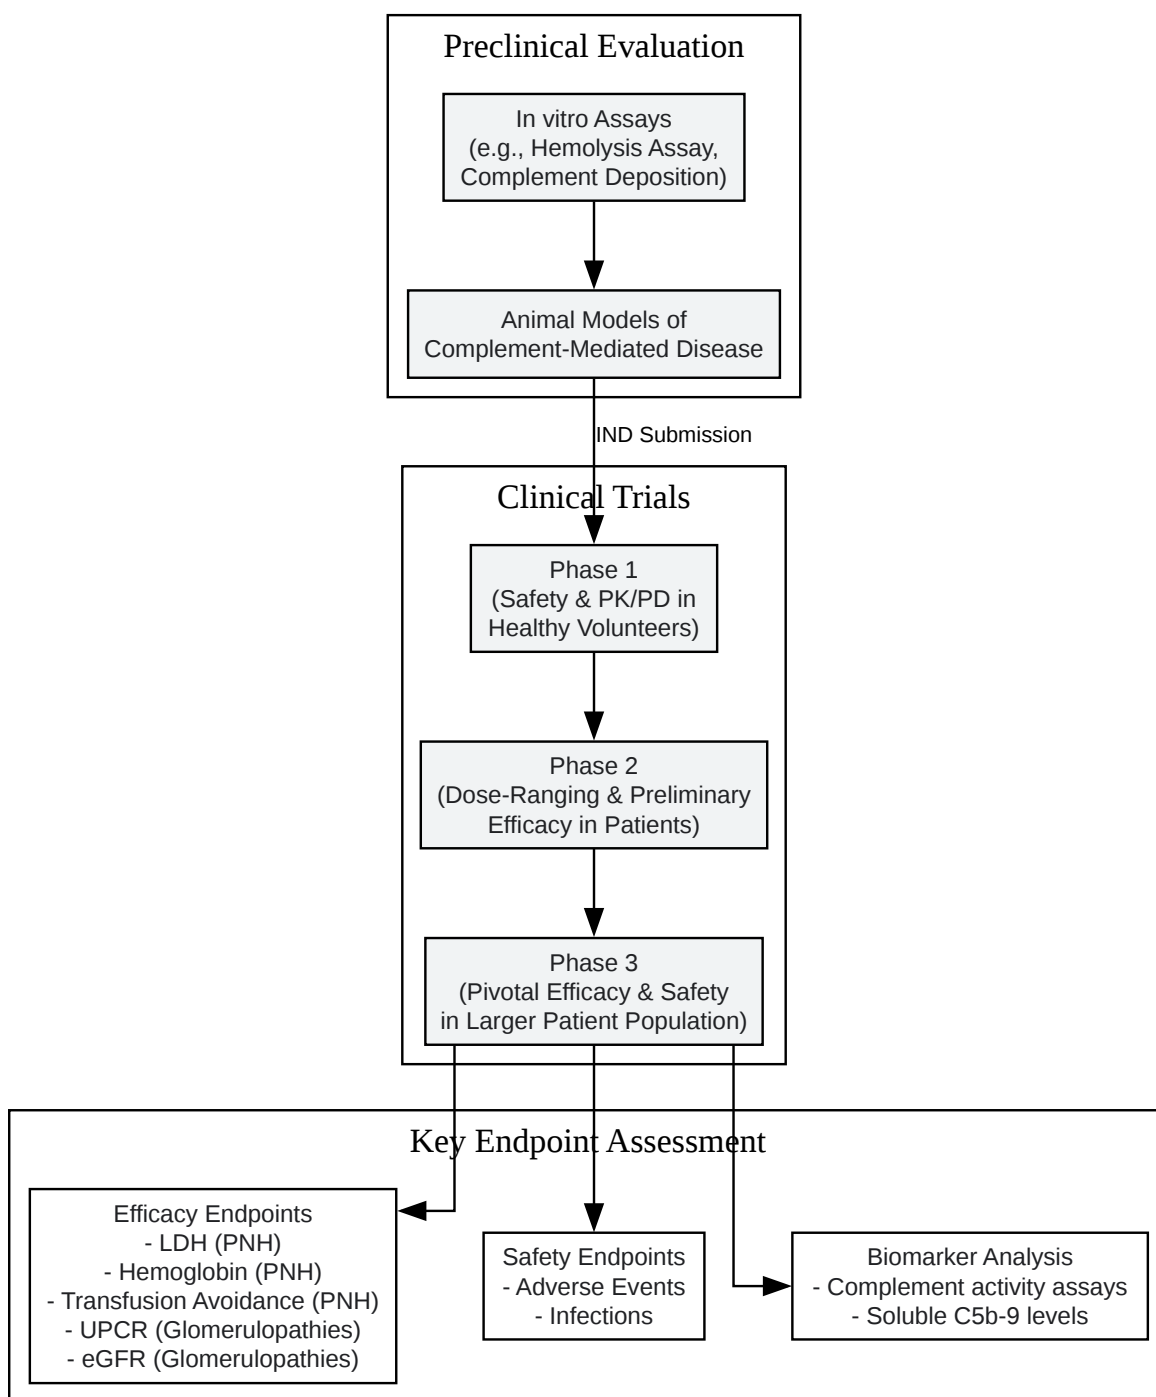 Preclinical Evaluation
In vitro Assays
(e.g., Hemolysis Assay,
Complement Deposition)
Animal Models of
Complement-Mediated Disease
IND Submission
Clinical Trials
Phase 1
(Safety & PK/PD in
Healthy Volunteers)
Phase 2
(Dose-Ranging & Preliminary
Efficacy in Patients)
Phase 3
(Pivotal Efficacy & Safety
in Larger Patient Population)
Key Endpoint Assessment
Efficacy Endpoints
- LDH (PNH)
- Hemoglobin (PNH)
- Transfusion Avoidance (PNH)
- UPCR (Glomerulopathies)
- eGFR (Glomerulopathies)
Safety Endpoints
- Adverse Events
- Infections
Biomarker Analysis
- Complement activity assays
- Soluble C5b-9 levels